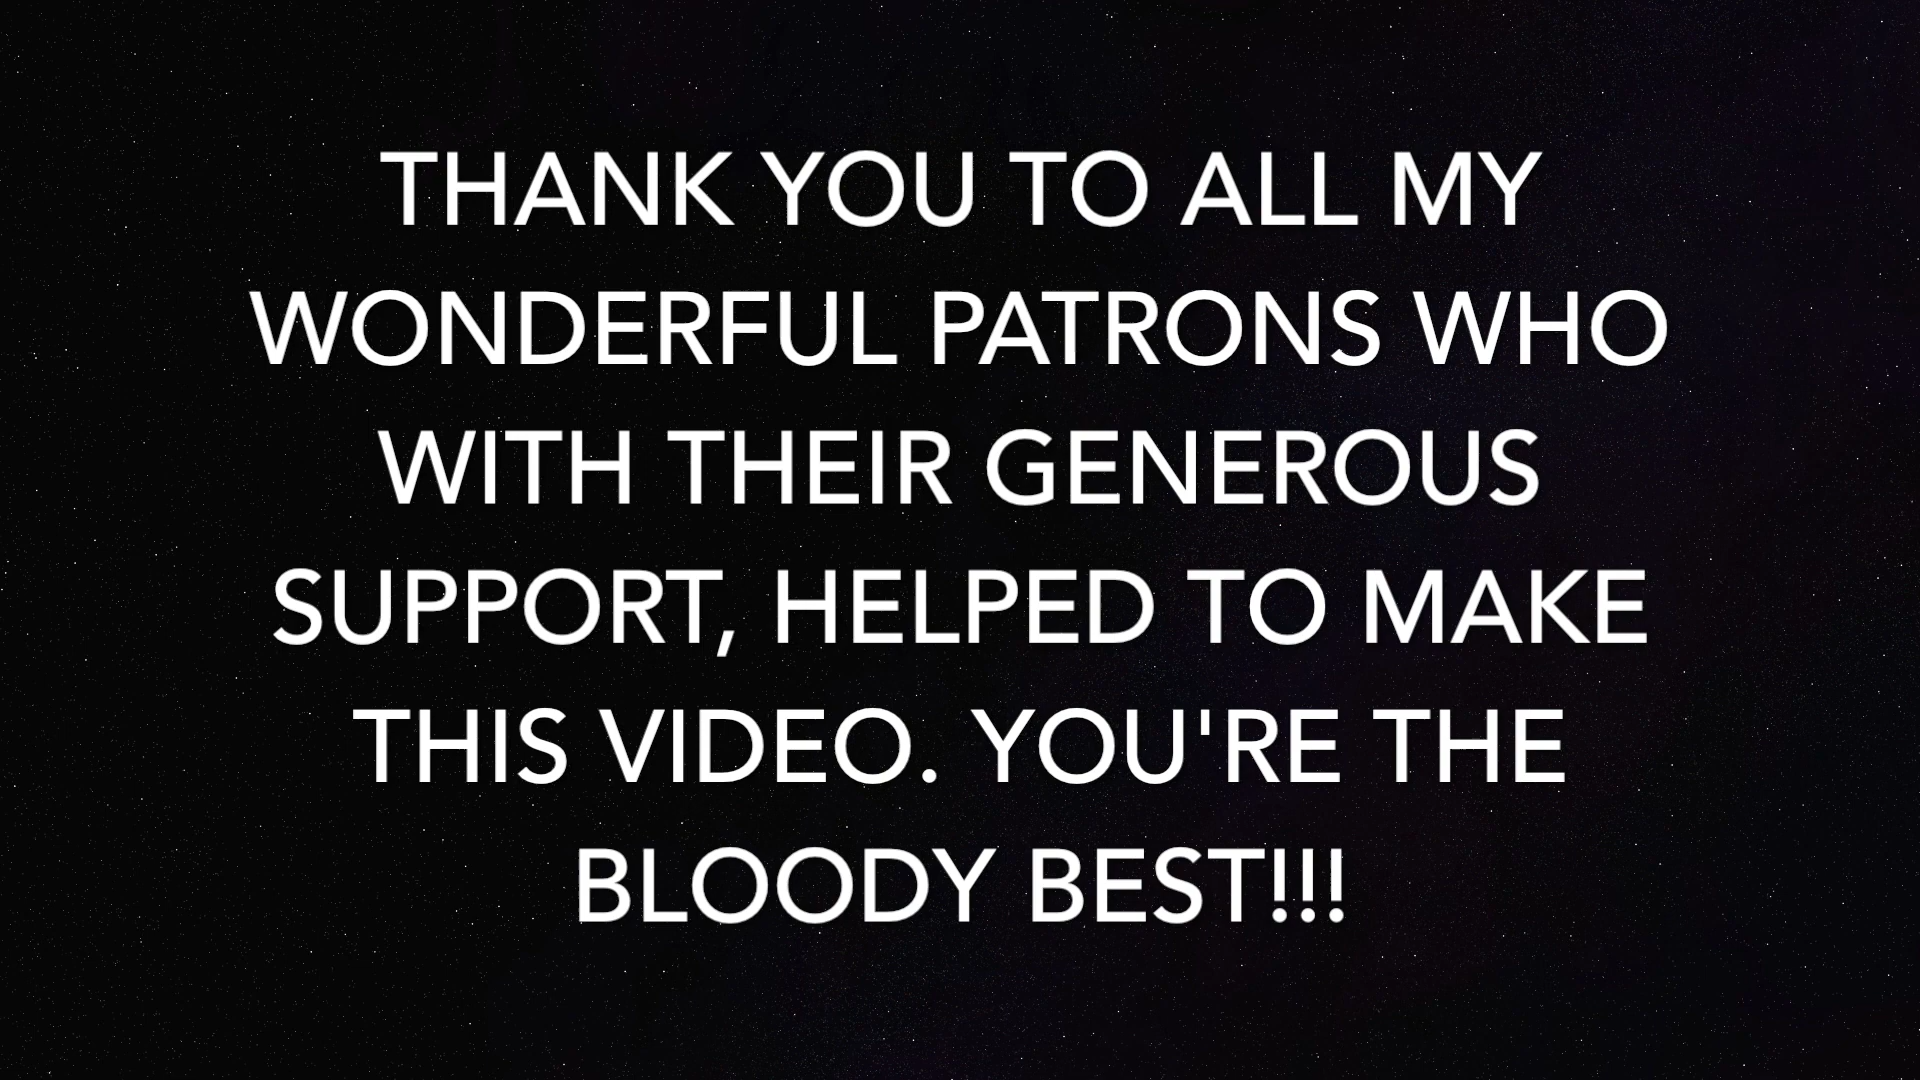 THANK YOU TO ALL MY
WONDERFUL PATRONS WHO
WITH THEIR GENEROUS
SUPPORT, HELPED TO MAKE
THIS VIDEO. YOU'RE THE
BLOODY BEST!!!